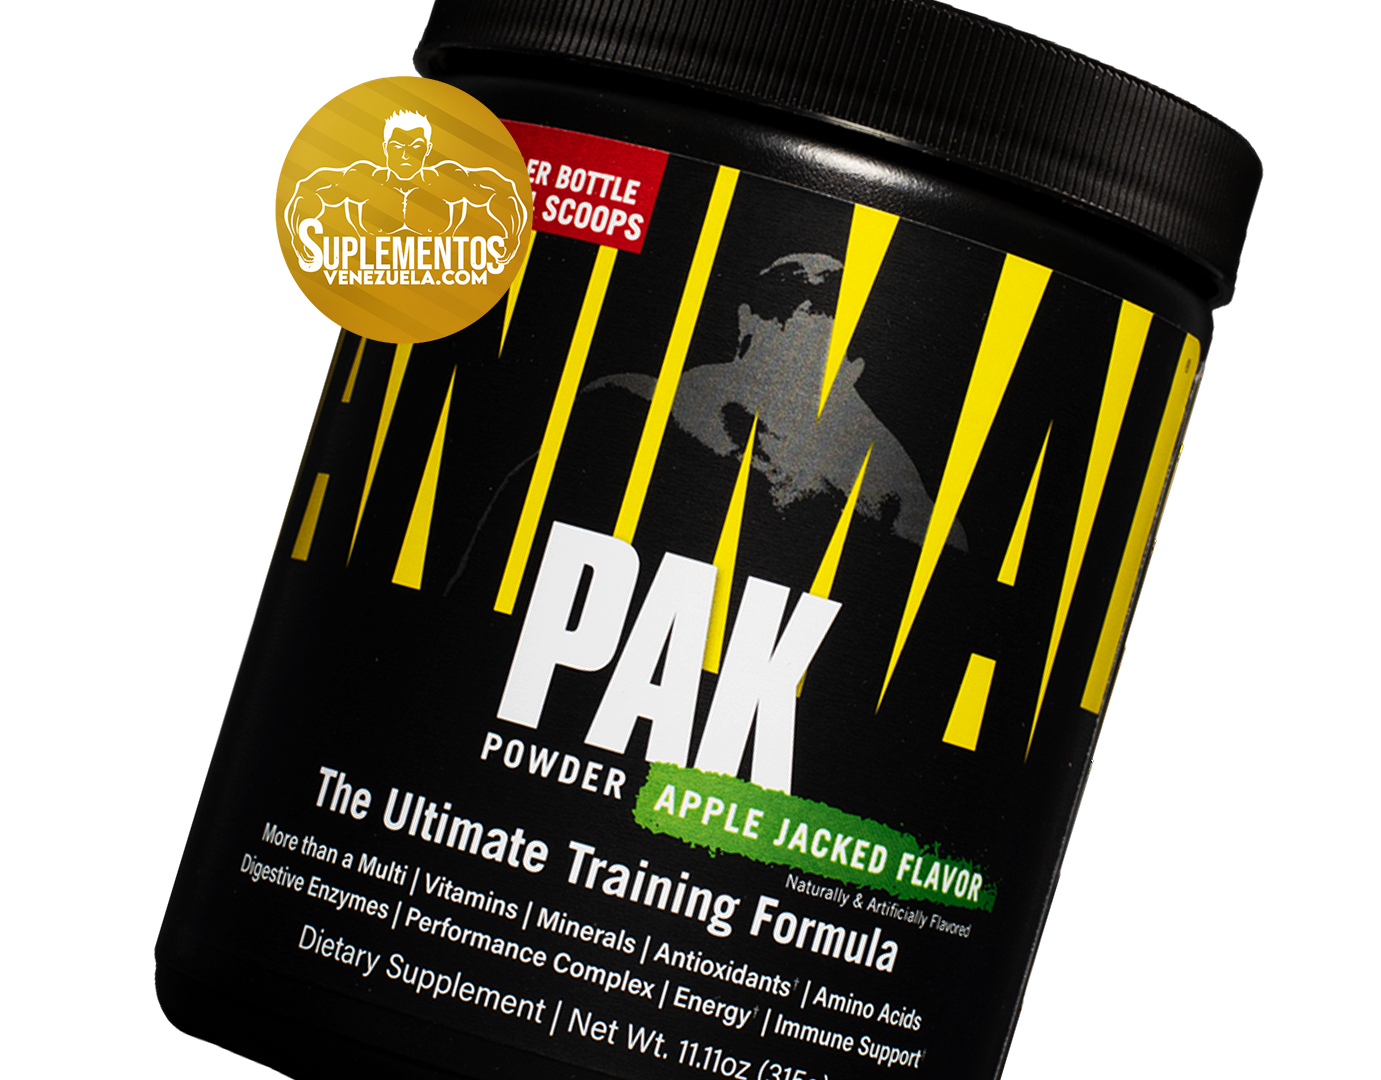 SUPLEMENTOS
VENEZUELA.COM
BOTTLE
SCOOPS
ANIMAL
PAK
POWDER
APPLE JACKED FLAVOR
Naturally & Artificially Flavored
The Ultimate Training Formula
More than a Multi | Vitamins | Minerals | Antioxidants† | Amino Acids
Digestive Enzymes | Performance Complex | Energy† | Immune Support†
Dietary Supplement | Net Wt. 11.11oz